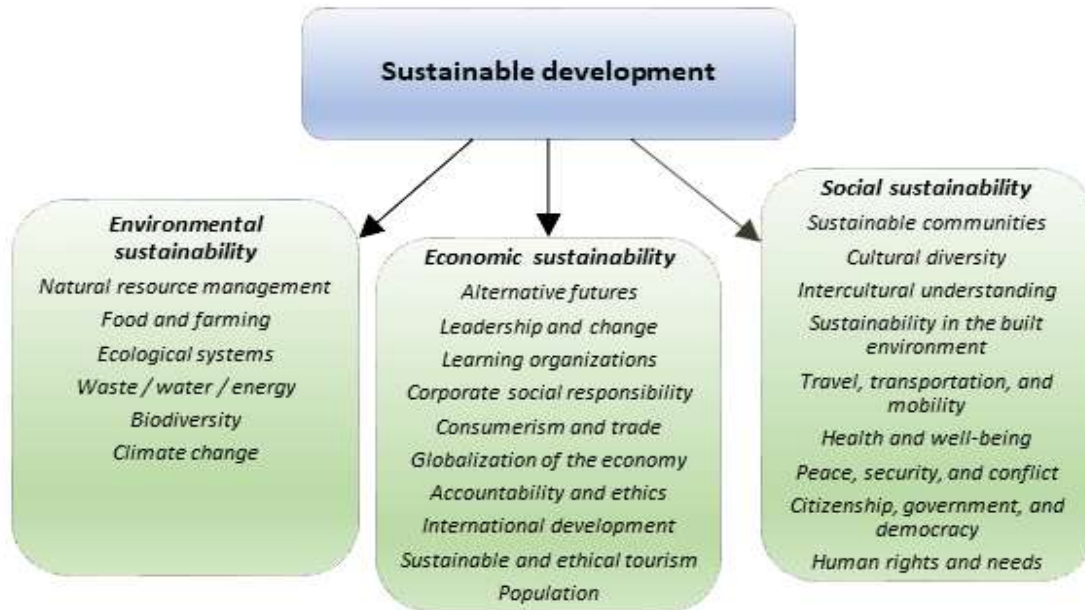 Sustainable development
Environmental
sustainability
Natural resource management
Food and farming
Ecological systems
Waste / water / energy
Biodiversity
Climate change
Economic sustainability
Alternative futures
Leadership and change
Learning organizations
Corporate social responsibility
Consumerism and trade
Globalization of the economy
Accountability and ethics
International development
Sustainable and ethical tourism
Population
Social sustainability
Sustainable communities
Cultural diversity
Intercultural understanding
Sustainability in the built
environment
Travel, transportation, and
mobility
Health and well-being
Peace, security, and conflict
Citizenship, government, and
democracy
Human rights and needs